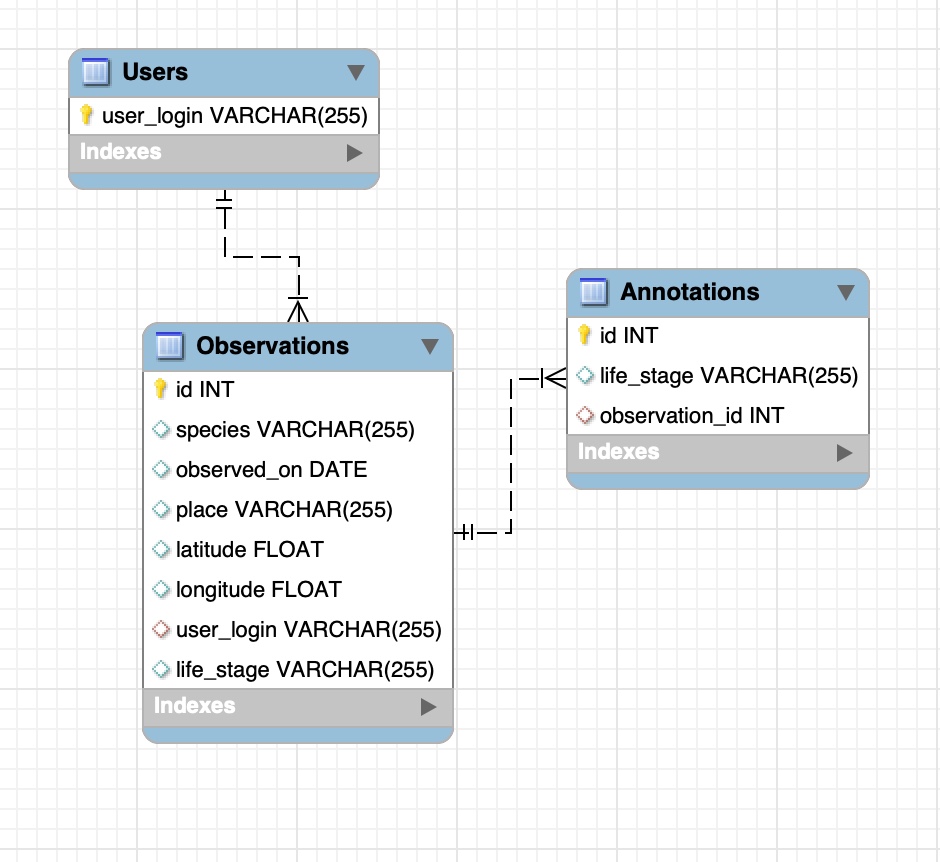 Users
user_login VARCHAR(255)
Indexes
Observations
id INT
species VARCHAR(255)
observed_on DATE
place VARCHAR(255)
latitude FLOAT
longitude FLOAT
user_login VARCHAR(255)
life_stage VARCHAR(255)
Indexes
Annotations
id INT
life_stage VARCHAR(255)
observation_id INT
Indexes